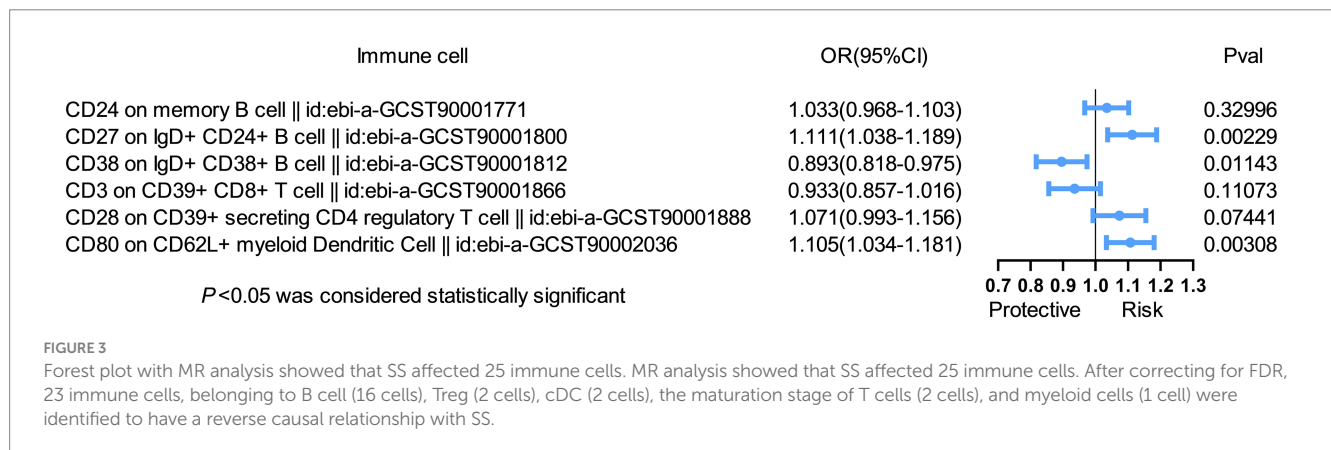 Immune cell OR(95%CI) Pval
CD24 on memory B cell || id:ebi-a-GCST90001771 1.033(0.968-1.103) 0.32996
CD27 on IgD+ CD24+ B cell || id:ebi-a-GCST90001800 1.111(1.038-1.189) 0.00229
CD38 on IgD+ CD38+ B cell || id:ebi-a-GCST90001812 0.893(0.818-0.975) 0.01143
CD3 on CD39+ CD8+ T cell || id:ebi-a-GCST90001866 0.933(0.857-1.016) 0.11073
CD28 on CD39+ secreting CD4 regulatory T cell || id:ebi-a-GCST90001888 1.071(0.993-1.156) 0.07441
CD80 on CD62L+ myeloid Dendritic Cell || id:ebi-a-GCST90002036 1.105(1.034-1.181) 0.00308
0.7 0.8 0.9 1.0 1.1 1.2 1.3
P<0.05 was considered statistically significant
Protective Risk
FIGURE 3
Forest plot with MR analysis showed that SS affected 25 immune cells. MR analysis showed that SS affected 25 immune cells. After correcting for FDR,
23 immune cells, belonging to B cell (16 cells), Treg (2 cells), cDC (2 cells), the maturation stage of T cells (2 cells), and myeloid cells (1 cell) were
identified to have a reverse causal relationship with SS.